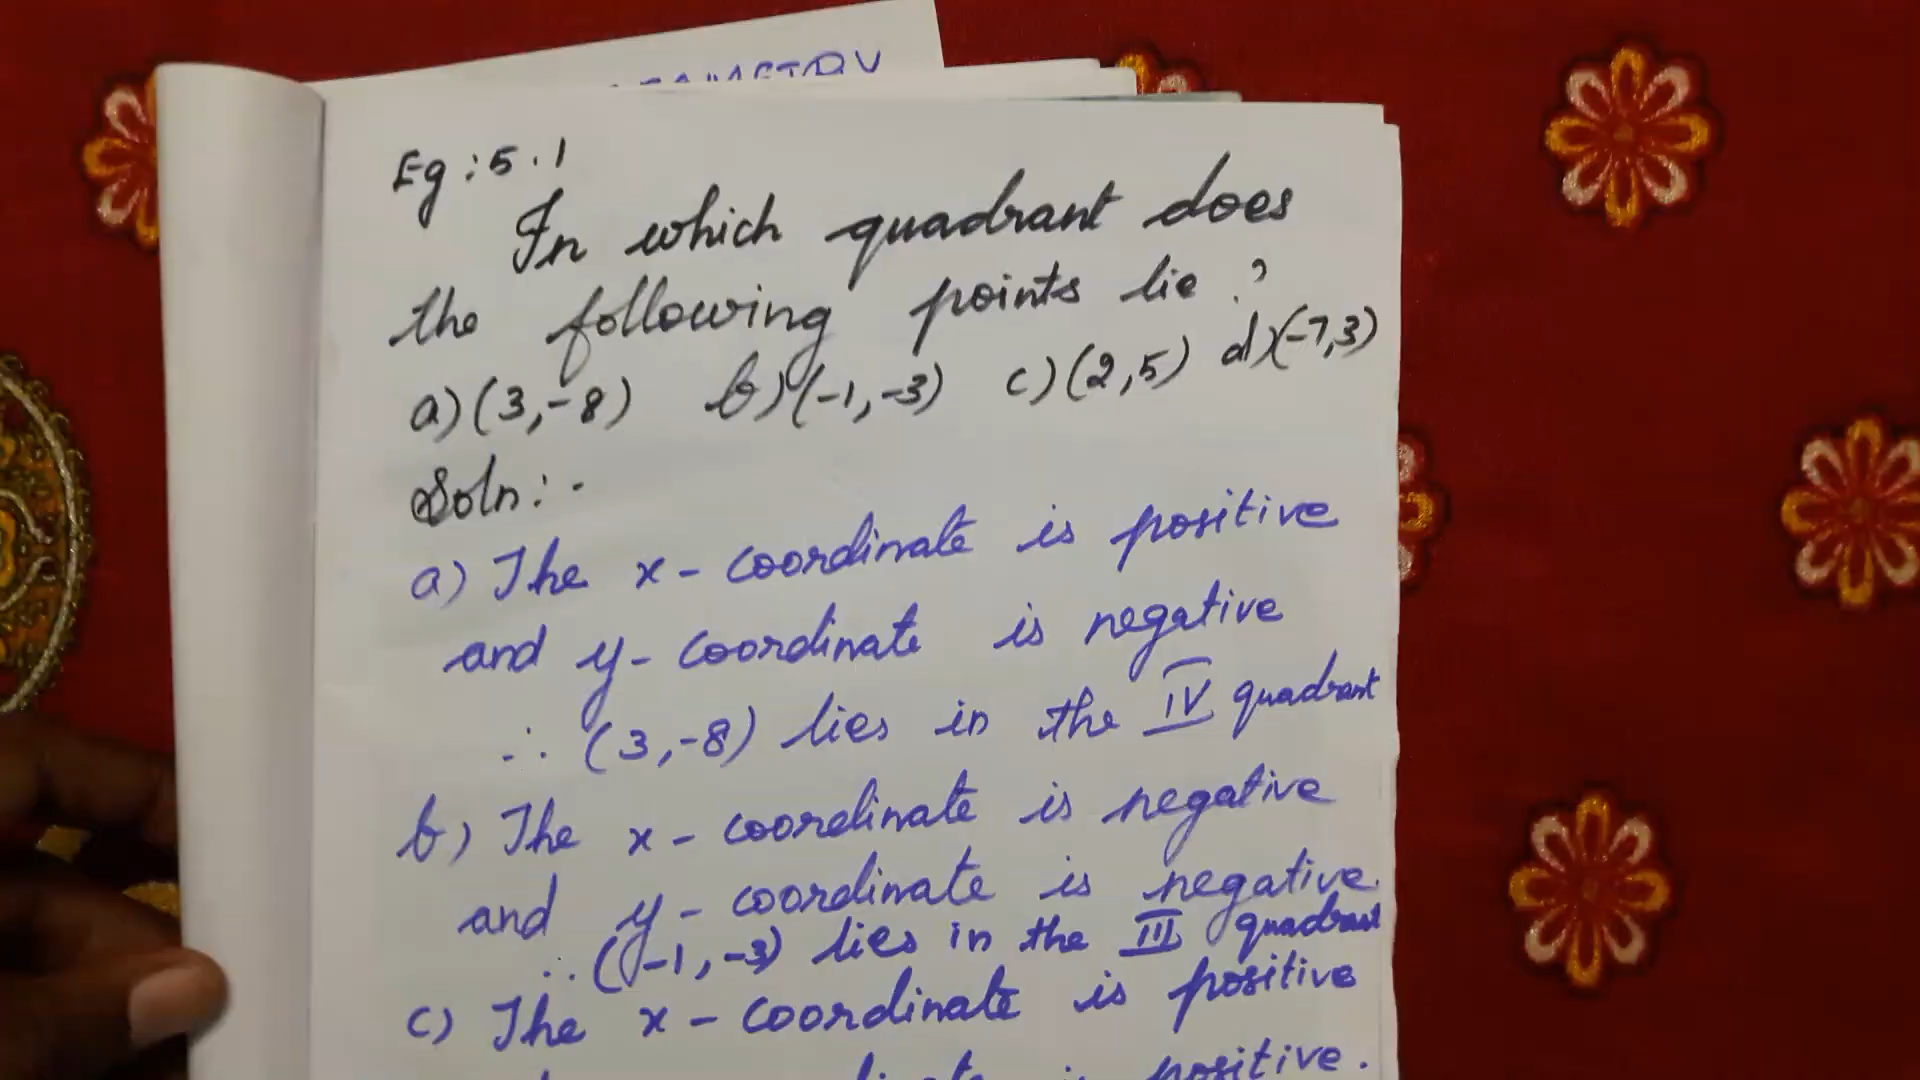 Eg : 5.1
In which quadrant does
the following points lie ?
a) (3,-8) b) (-1,-3) c) (2,5) d) (-7,3)
Soln : -
a) The x - coordinate is positive
and y - coordinate is negative
∴ (3,-8) lies in the IV quadrant
b) The x - coordinate is negative
and y - coordinate is negative.
∴ (-1,-3) lies in the III quadrant
c) The x - coordinate is positive
is positive.